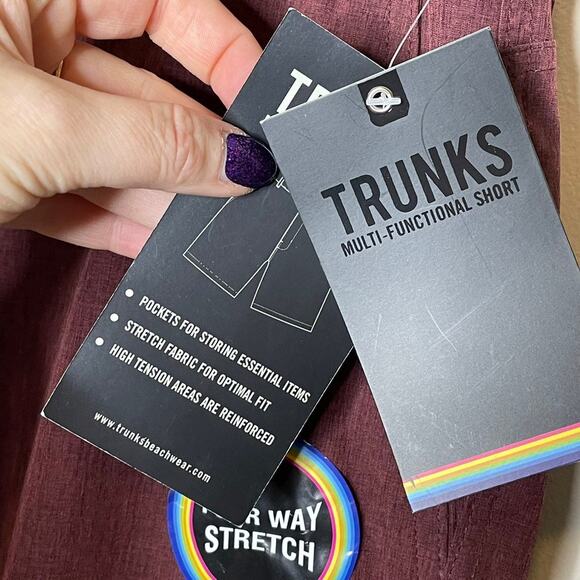 TRUNKS
MULTI-FUNCTIONAL SHORT
• POCKETS FOR STORING ESSENTIAL ITEMS
• STRETCH FABRIC FOR OPTIMAL FIT
• HIGH TENSION AREAS ARE REINFORCED
www.trunksbeachwear.com
WAY
STRETCH